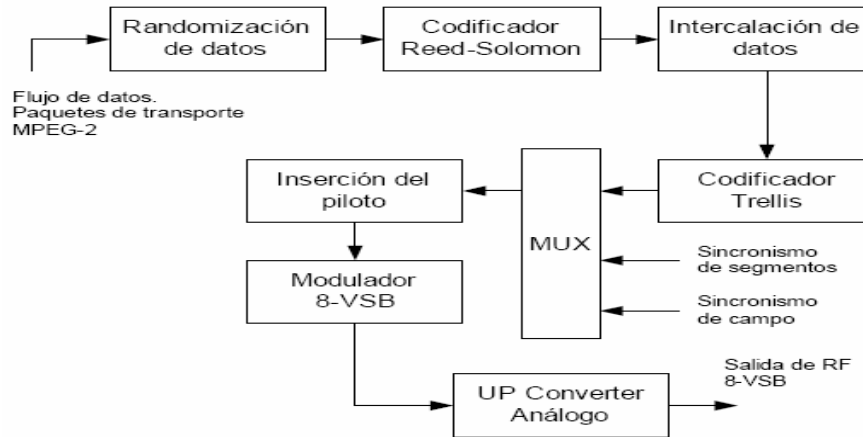 Randomización
de datos
Codificador
Reed-Solomon
Intercalación de
datos
Flujo de datos.
Paquetes de transporte
MPEG-2
Codificador
Trellis
MUX
Inserción del
piloto
Sincronismo
de segmentos
Sincronismo
de campo
Modulador
8-VSB
UP Converter
Análogo
Salida de RF
8-VSB